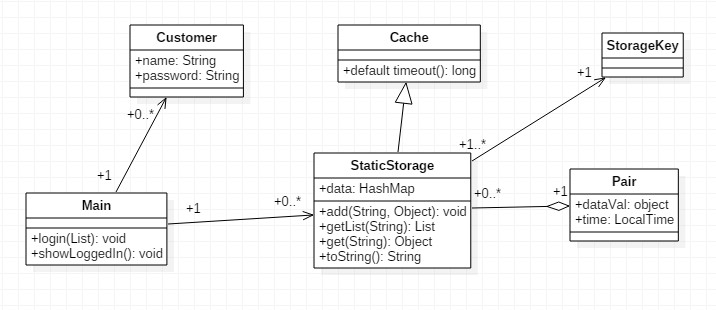 Customer
+name: String
+password: String
Cache
+default timeout(): long
StorageKey
+1
+0..*
+1
+1..*
StaticStorage
+data: HashMap
+add(String, Object): void
+getList(String): List
+get(String): Object
+toString(): String
+0..*
+1
Pair
+dataVal: object
+time: LocalTime
Main
+login(List): void
+showLoggedIn(): void
+1
+0..*